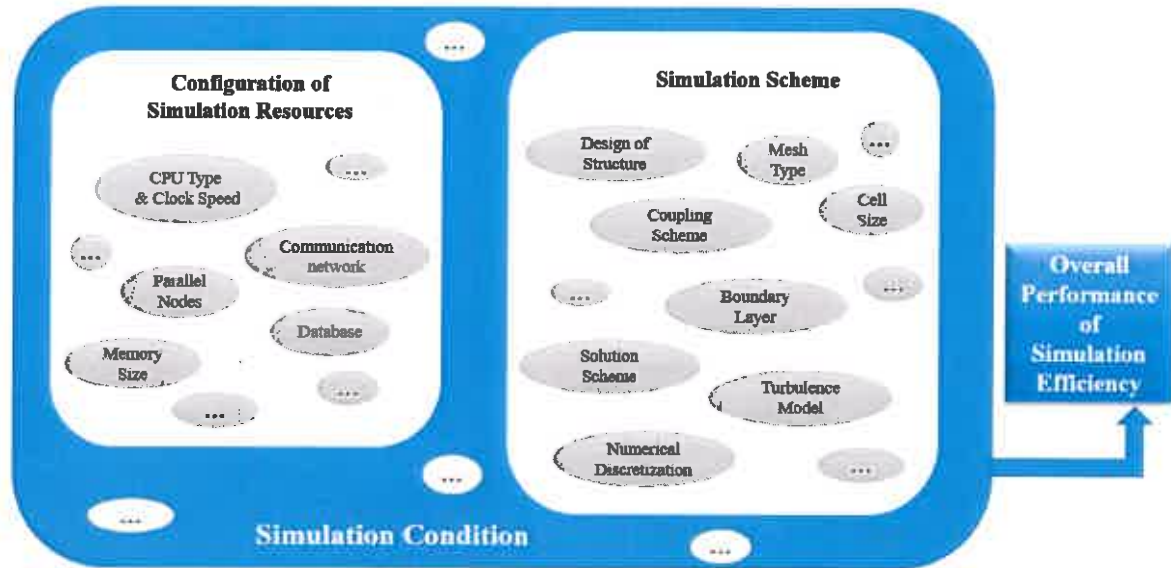 ...
Configuration of
Simulation Resources
CPU Type
& Clock Speed
...
...
Communication
network
Parallel
Nodes
Database
Memory
Size
...
...
Simulation Scheme
Design of
Structure
Mesh
Type
...
Coupling
Scheme
Cell
Size
...
Boundary
Layer
...
Solution
Scheme
Turbulence
Model
Numerical
Discretization
...
...
...
Simulation Condition
...
Overall
Performance
of
Simulation
Efficiency